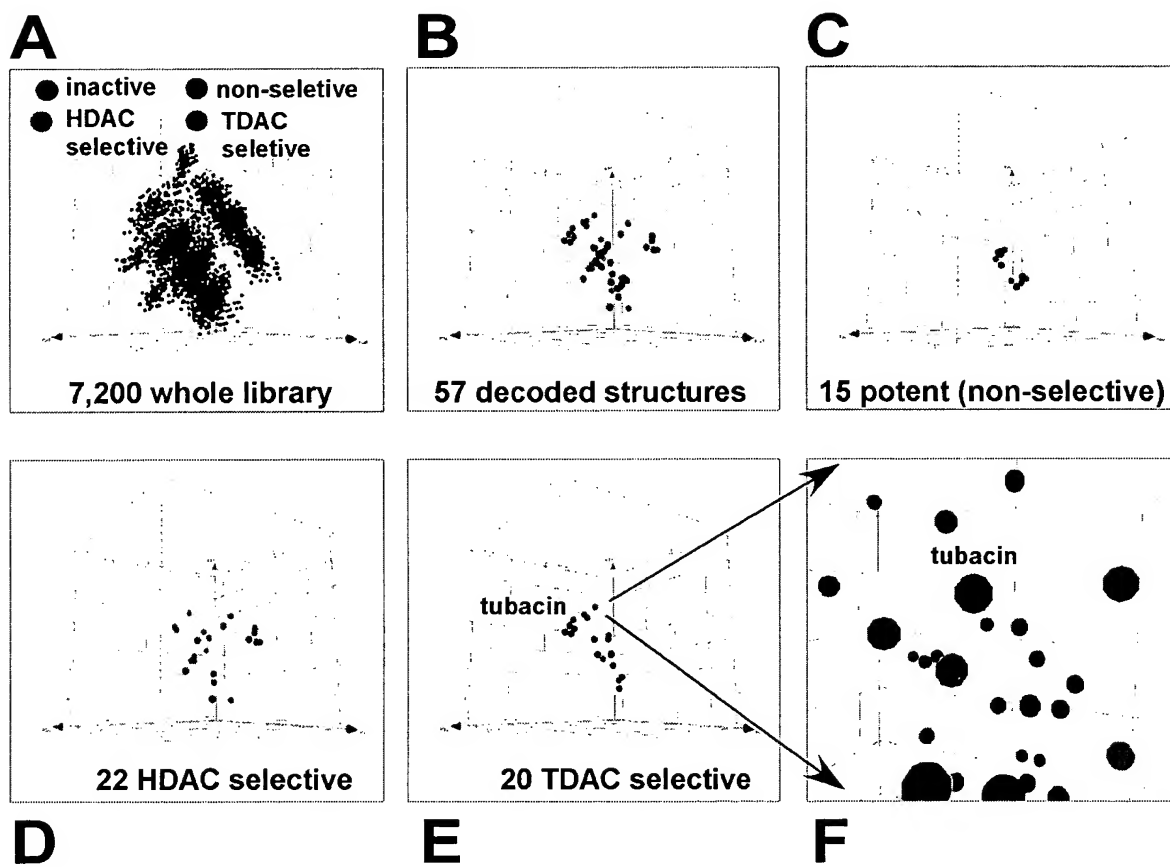 A
B
C
inactive
non-seletive
HDAC
selective
TDAC
seletive
7,200 whole library
57 decoded structures
15 potent (non-selective)
tubacin
tubacin
22 HDAC selective
20 TDAC selective
D
E
F